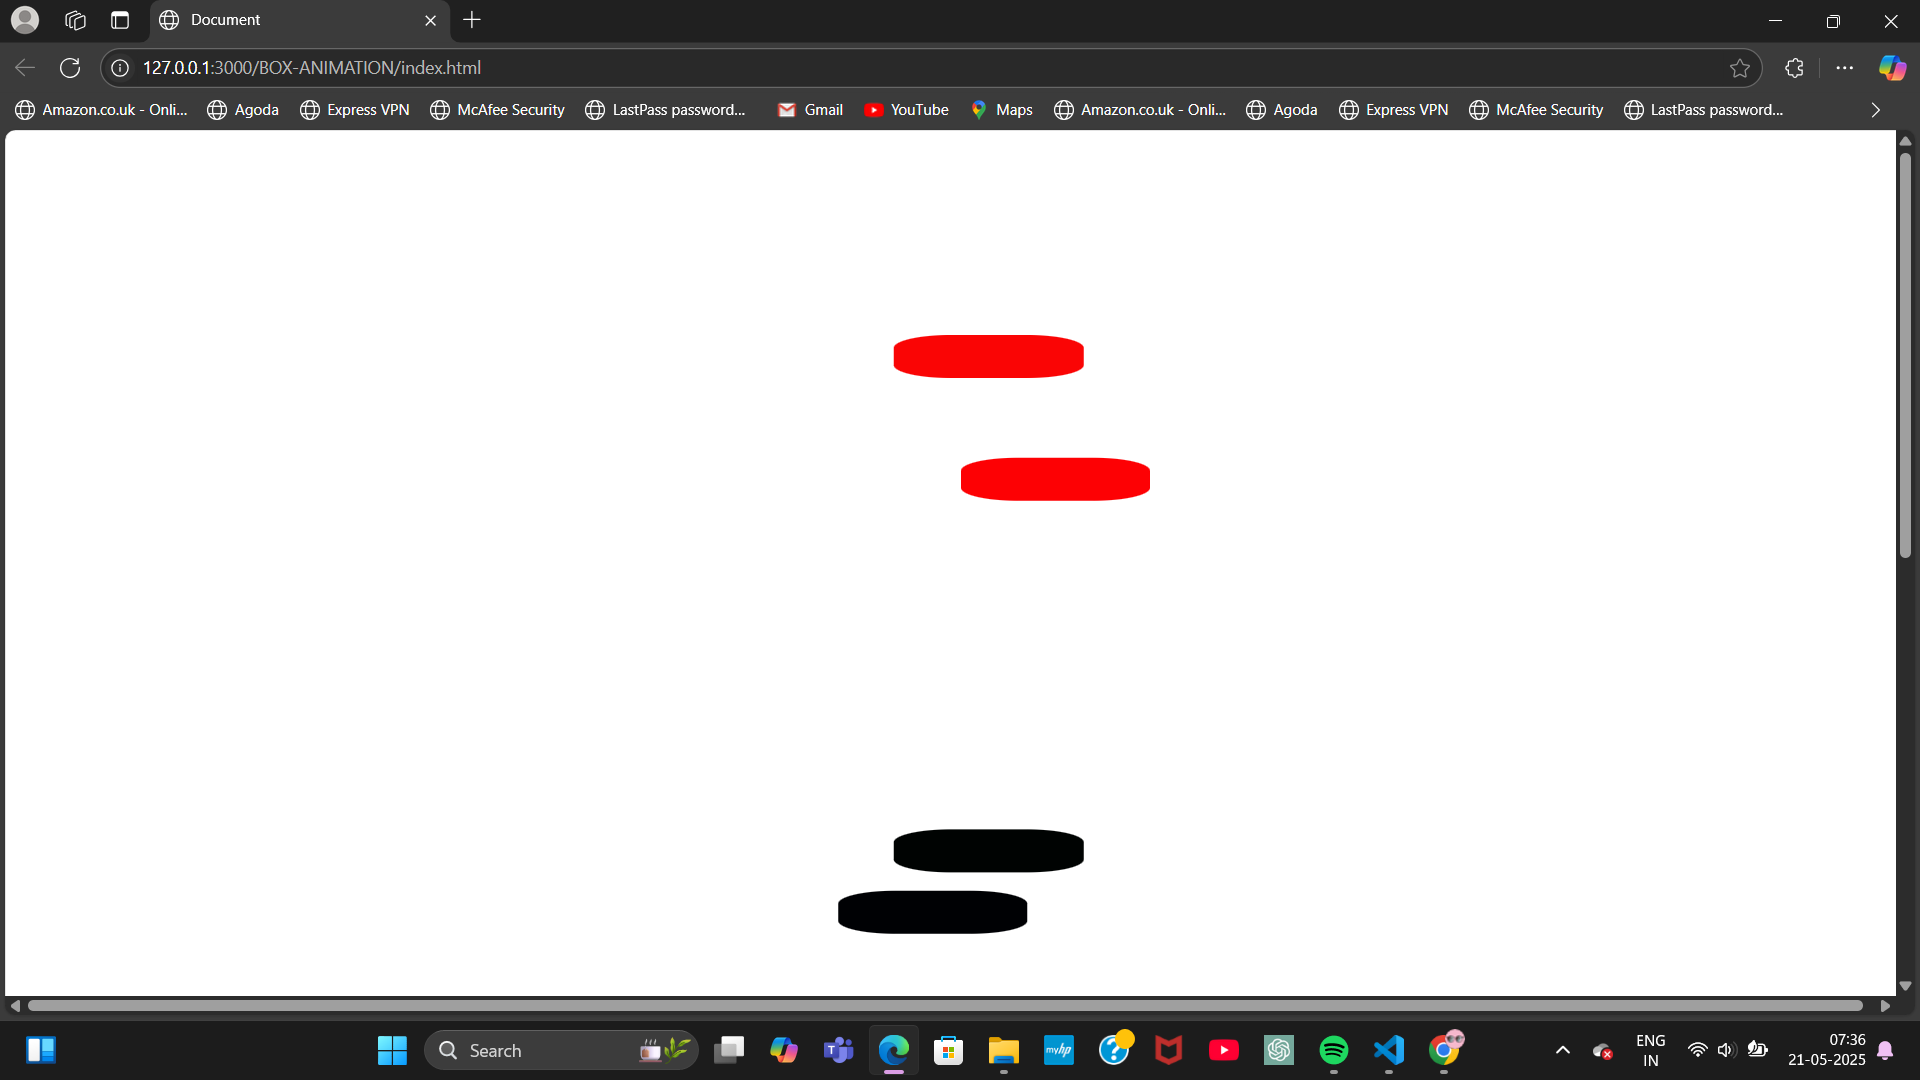 Document
127.0.0.1:3000/BOX-ANIMATION/index.html
Amazon.co.uk - Onli... Agoda Express VPN McAfee Security LastPass password... Gmail YouTube Maps Amazon.co.uk - Onli... Agoda Express VPN McAfee Security LastPass password...
Search
myhp
ENG
IN
07:36
21-05-2025